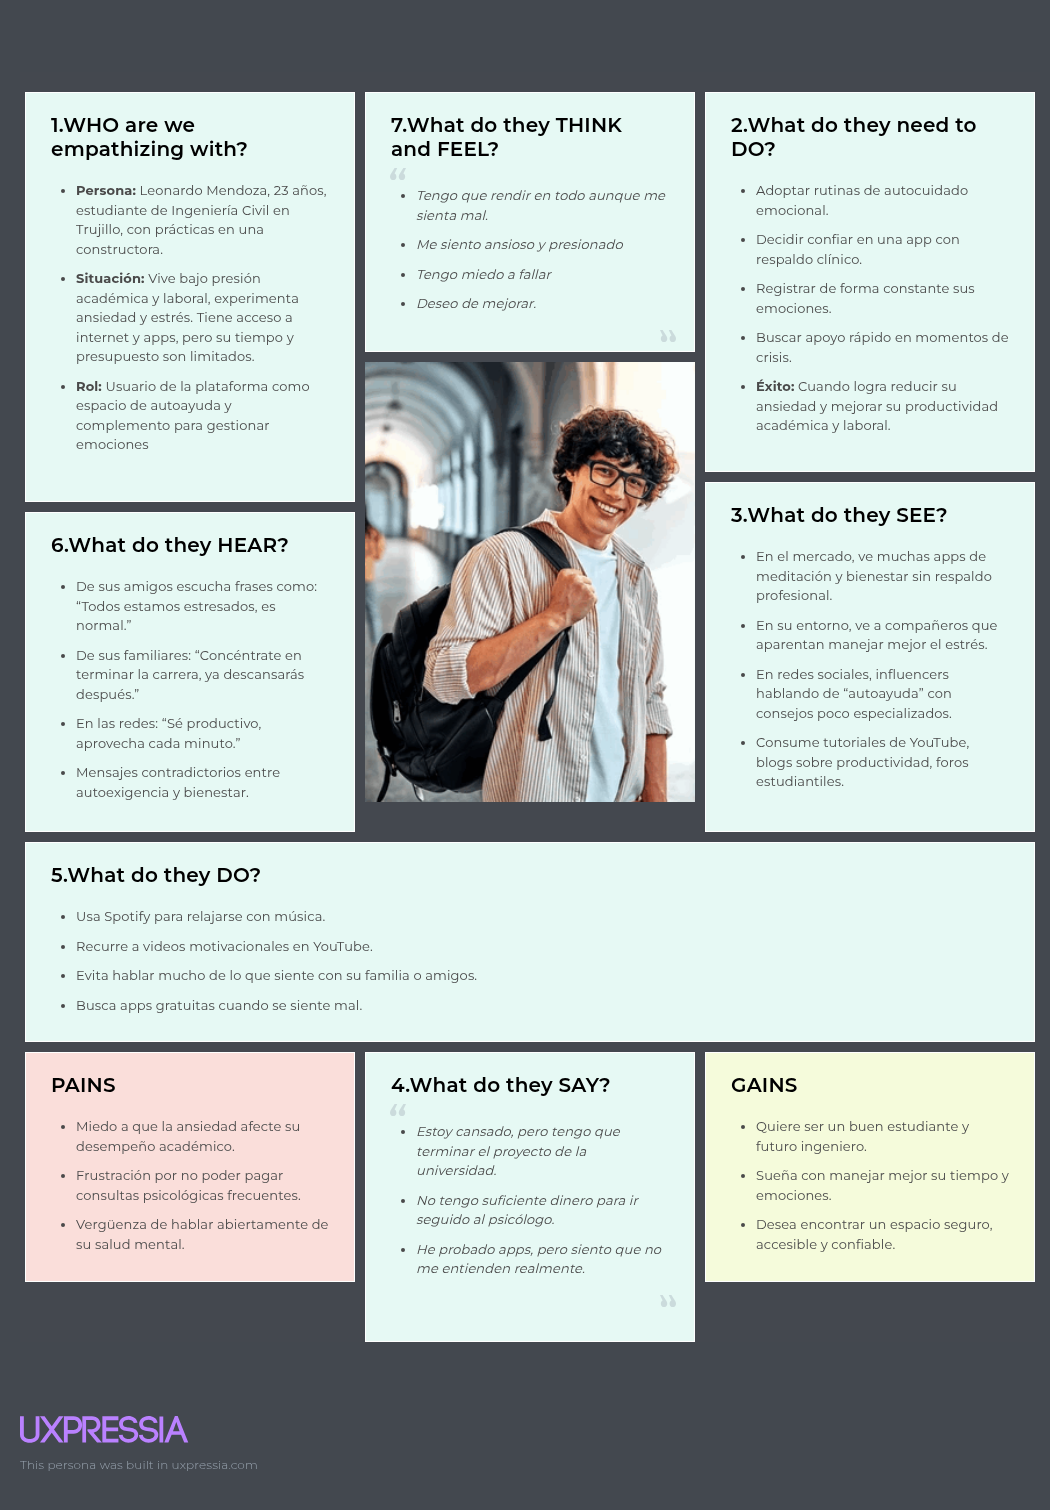 1.WHO are we
empathizing with?
• Persona: Leonardo Mendoza, 23 años,
estudiante de Ingeniería Civil en
Trujillo, con prácticas en una
constructora.
• Situación: Vive bajo presión
académica y laboral, experimenta
ansiedad y estrés. Tiene acceso a
internet y apps, pero su tiempo y
presupuesto son limitados.
• Rol: Usuario de la plataforma como
espacio de autoayuda y
complemento para gestionar
emociones
7.What do they THINK
and FEEL?
“
• Tengo que rendir en todo aunque me
sienta mal.
• Me siento ansioso y presionado
• Tengo miedo a fallar
• Deseo de mejorar.
”
2.What do they need to
DO?
• Adoptar rutinas de autocuidado
emocional.
• Decidir confiar en una app con
respaldo clínico.
• Registrar de forma constante sus
emociones.
• Buscar apoyo rápido en momentos de
crisis.
• Éxito: Cuando logra reducir su
ansiedad y mejorar su productividad
académica y laboral.
3.What do they SEE?
• En el mercado, ve muchas apps de
meditación y bienestar sin respaldo
profesional.
• En su entorno, ve a compañeros que
aparentan manejar mejor el estrés.
• En redes sociales, influencers
hablando de “autoayuda” con
consejos poco especializados.
• Consume tutoriales de YouTube,
blogs sobre productividad, foros
estudiantiles.
6.What do they HEAR?
• De sus amigos escucha frases como:
“Todos estamos estresados, es
normal.”
• De sus familiares: “Concéntrate en
terminar la carrera, ya descansarás
después.”
• En las redes: “Sé productivo,
aprovecha cada minuto.”
• Mensajes contradictorios entre
autoexigencia y bienestar.
5.What do they DO?
• Usa Spotify para relajarse con música.
• Recurre a videos motivacionales en YouTube.
• Evita hablar mucho de lo que siente con su familia o amigos.
• Busca apps gratuitas cuando se siente mal.
PAINS
• Miedo a que la ansiedad afecte su
desempeño académico.
• Frustración por no poder pagar
consultas psicológicas frecuentes.
• Vergüenza de hablar abiertamente de
su salud mental.
4.What do they SAY?
“
• Estoy cansado, pero tengo que
terminar el proyecto de la
universidad.
• No tengo suficiente dinero para ir
seguido al psicólogo.
• He probado apps, pero siento que no
me entienden realmente.
”
GAINS
• Quiere ser un buen estudiante y
futuro ingeniero.
• Sueña con manejar mejor su tiempo y
emociones.
• Desea encontrar un espacio seguro,
accesible y confiable.
UXPRESSIA
This persona was built in uxpressia.com